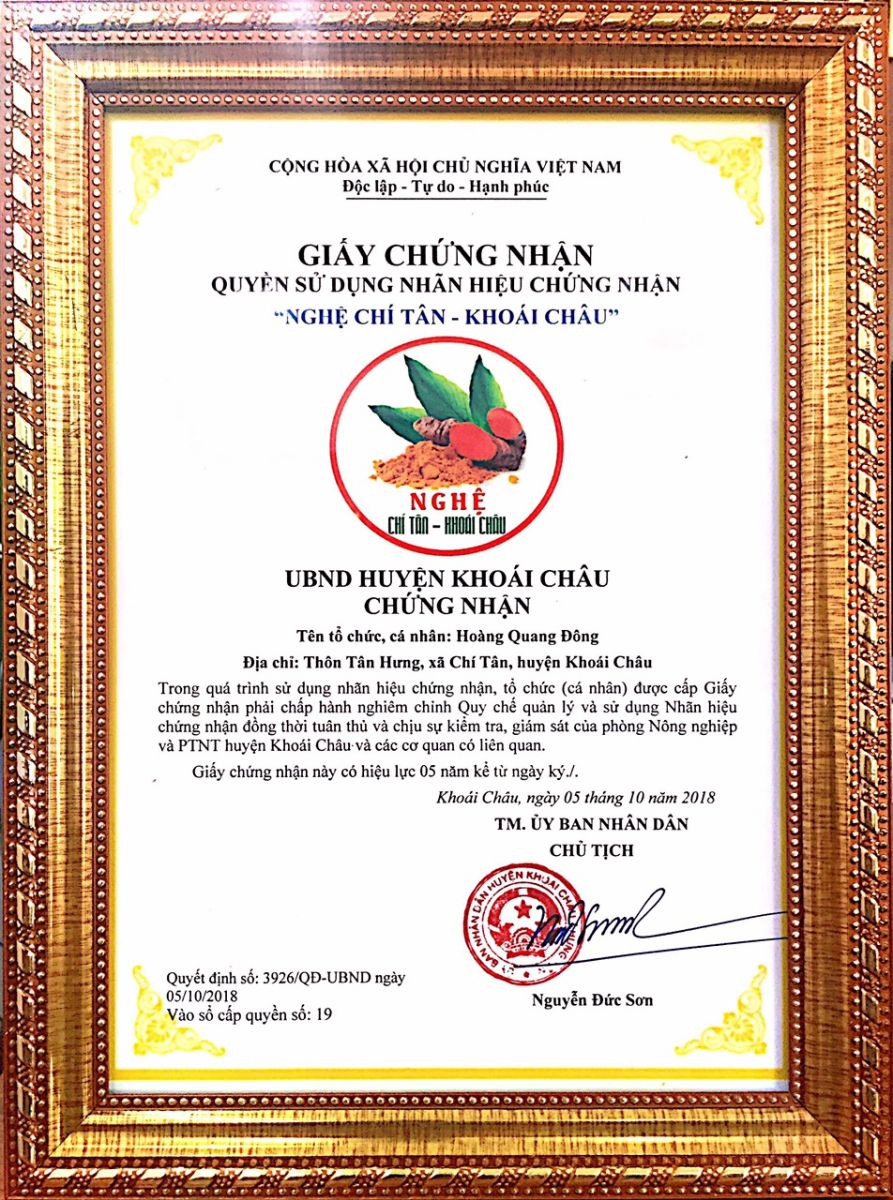 CỘNG HÒA XÃ HỘI CHỦ NGHĨA VIỆT NAM
Độc lập - Tự do - Hạnh phúc
GIẤY CHỨNG NHẬN
QUYỀN SỬ DỤNG NHÃN HIỆU CHỨNG NHẬN
“NGHỆ CHÍ TÂN - KHOÁI CHÂU”
NGHỆ
CHÍ TÂN – KHOÁI CHÂU
UBND HUYỆN KHOÁI CHÂU
CHỨNG NHẬN
Tên tổ chức, cá nhân: Hoàng Quang Đông
Địa chỉ: Thôn Tân Hưng, xã Chí Tân, huyện Khoái Châu
Trong quá trình sử dụng nhãn hiệu chứng nhận, tổ chức (cá nhân) được cấp Giấy
chứng nhận phải chấp hành nghiêm chỉnh Quy chế quản lý và sử dụng Nhãn hiệu
chứng nhận đồng thời tuân thủ và chịu sự kiểm tra, giám sát của phòng Nông nghiệp
và PTNT huyện Khoái Châu và các cơ quan có liên quan.
Giấy chứng nhận này có hiệu lực 05 năm kể từ ngày ký./.
Khoái Châu, ngày 05 tháng 10 năm 2018
TM. ỦY BAN NHÂN DÂN
CHỦ TỊCH
ỦY BAN NHÂN DÂN HUYỆN KHOÁI CHÂU
Nguyễn Đức Sơn
Quyết định số: 3926/QĐ-UBND ngày
05/10/2018
Vào sổ cấp quyền số: 19